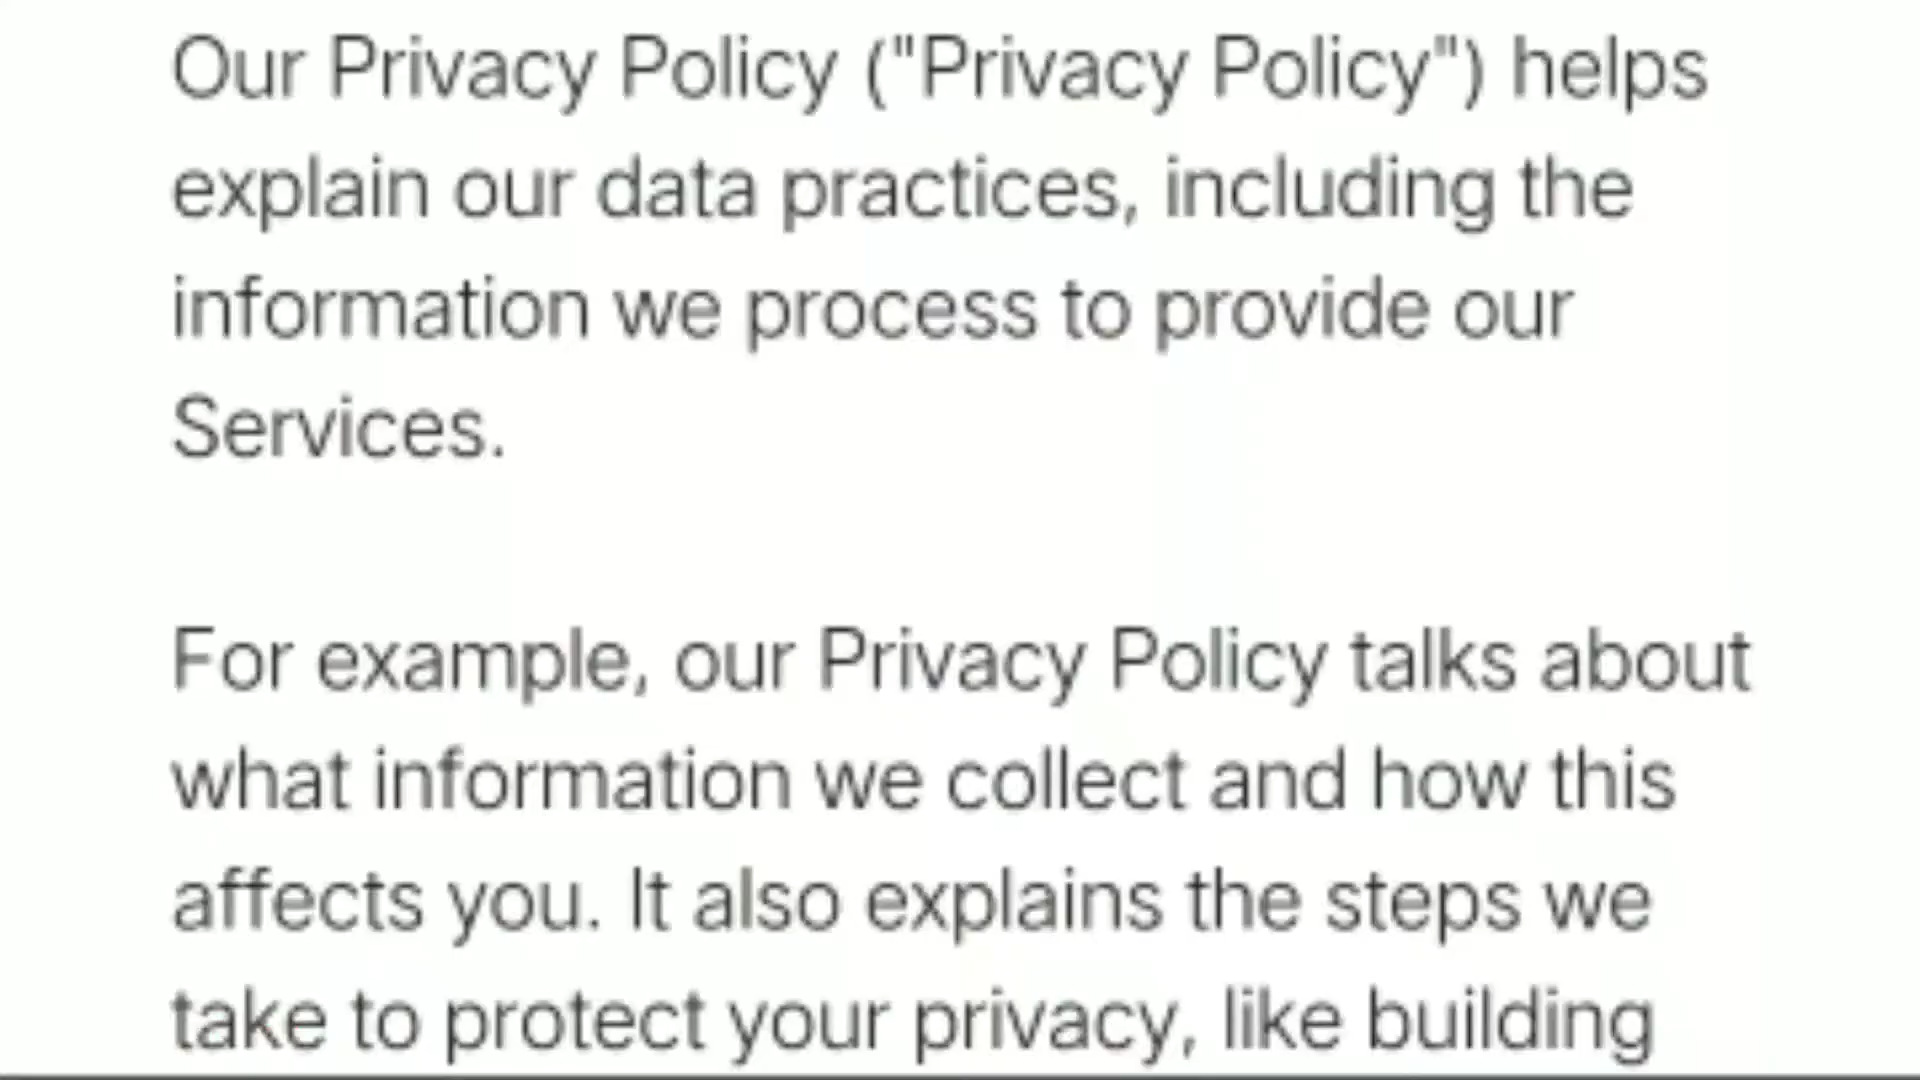 Our Privacy Policy ("Privacy Policy") helps
explain our data practices, including the
information we process to provide our
Services.
For example, our Privacy Policy talks about
what information we collect and how this
affects you. It also explains the steps we
take to protect your privacy, like building